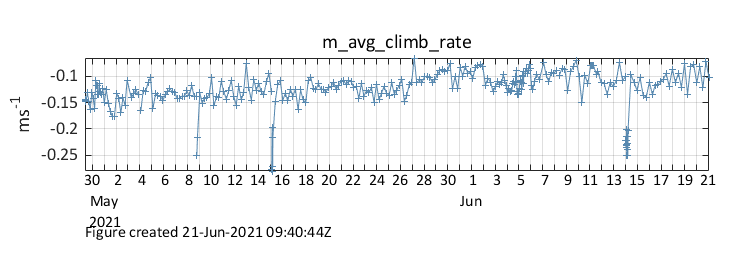 m_avg_climb_rate
-0.1
-0.15
-0.2
-0.25
ms-1
30 2 4 6 8 10 12 14 16 18 20 22 24 26 28 30 1 3 5 7 9 11 13 15 17 19 21
May Jun
2021
Figure created 21-Jun-2021 09:40:44Z